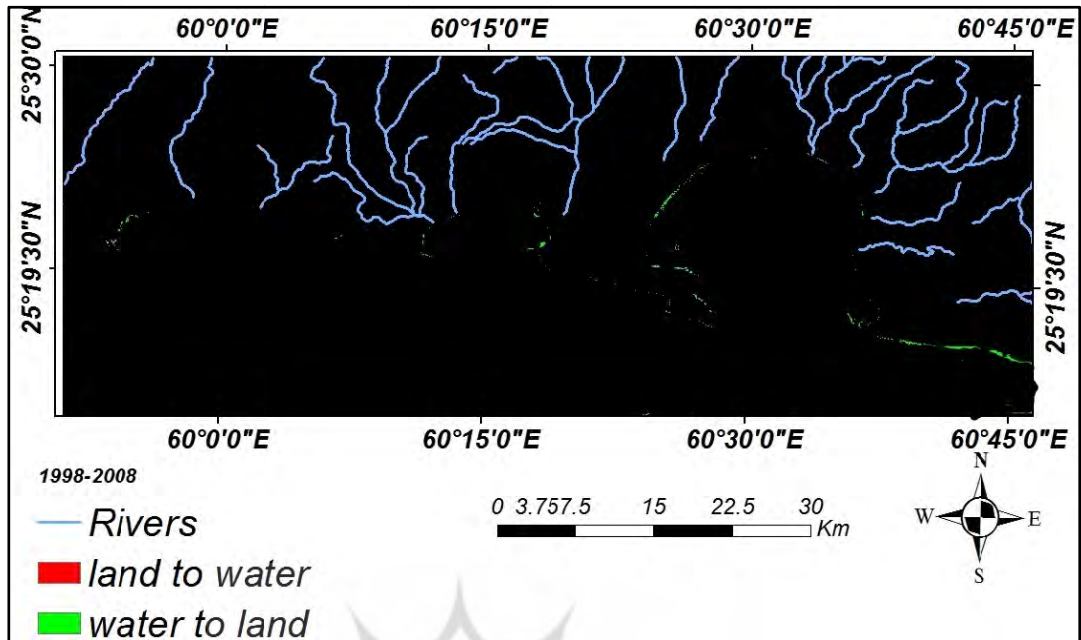 60°0'0"E 60°15'0"E 60°30'0"E 60°45'0"E
25°30'0"N
25°19'30"N
25°19'30"N
60°0'0"E 60°15'0"E 60°30'0"E 60°45'0"E
1998-2008
Rivers
land to water
water to land
0 3.757.5 15 22.5 30
Km
N
W E
S